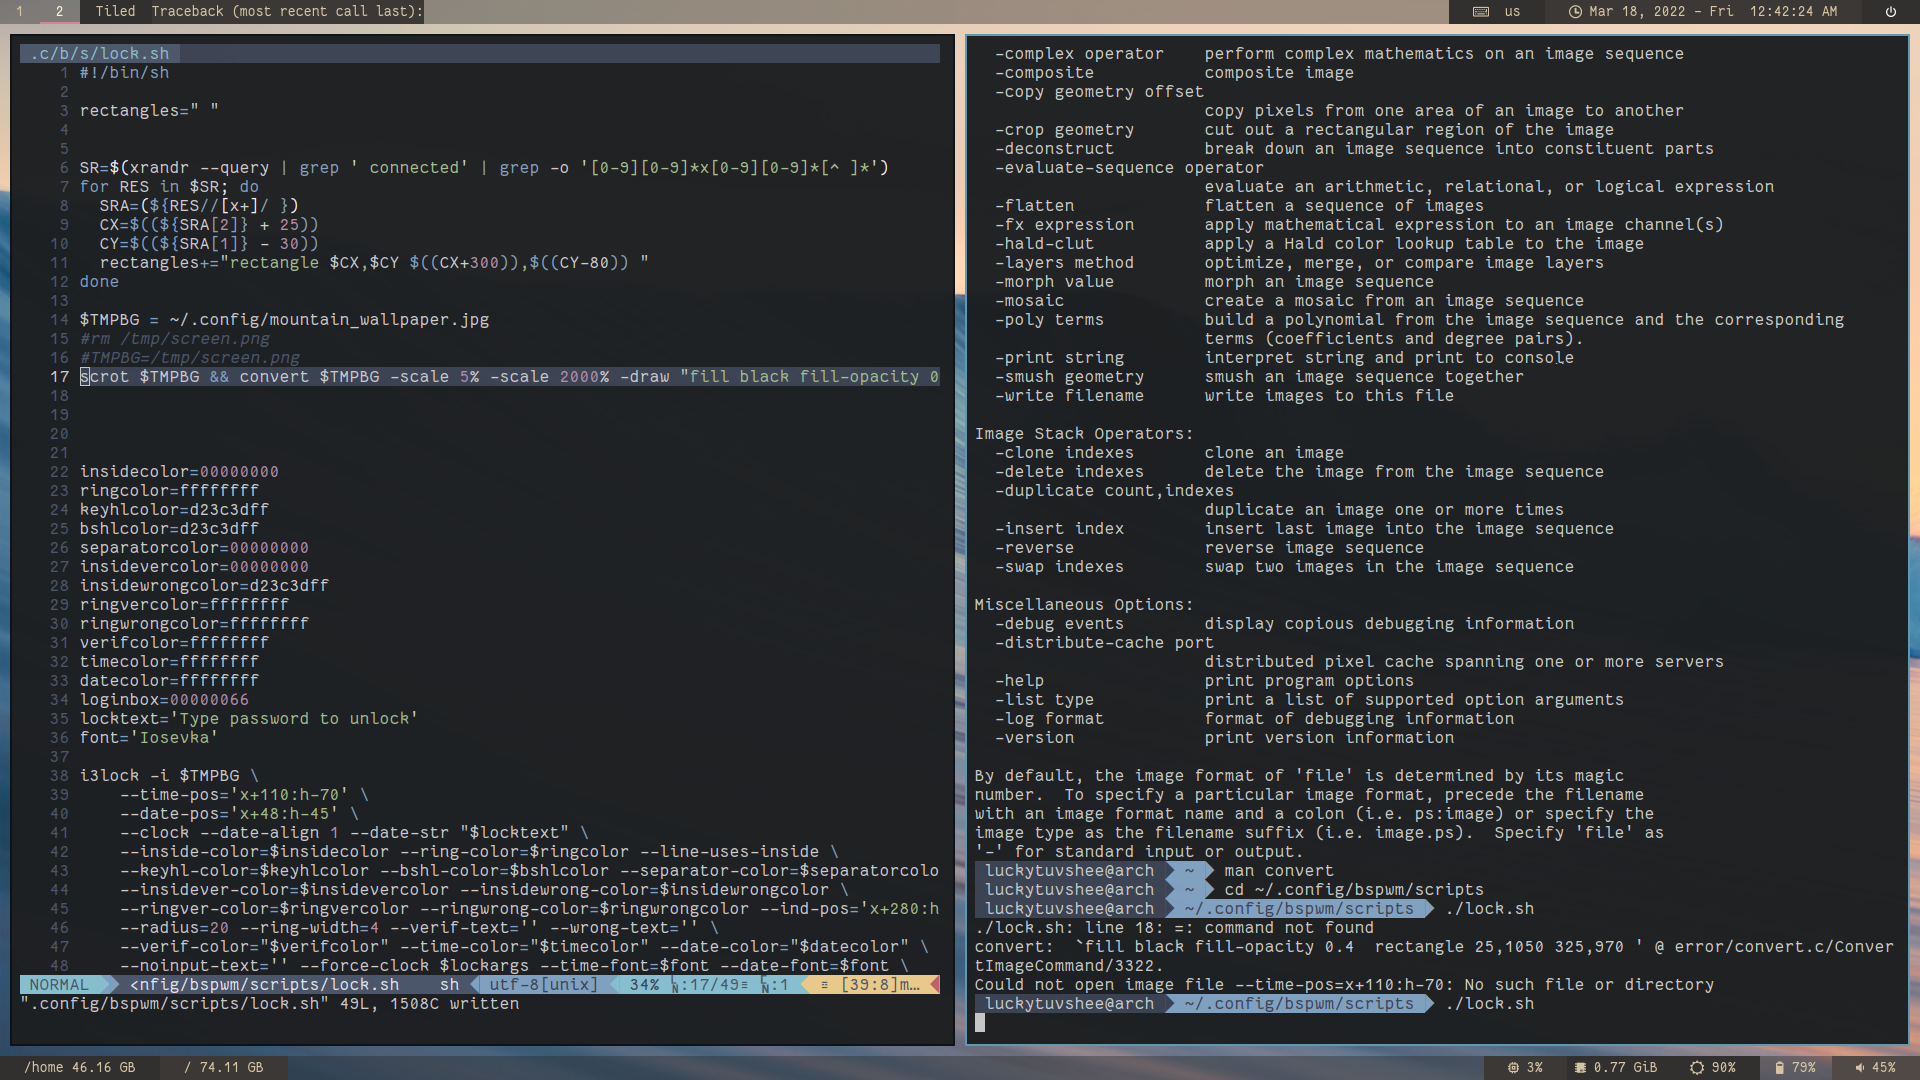 1 2 Tiled Traceback (most recent call last):
us Mar 18, 2022 - Fri 12:42:24 AM
.c/b/s/lock.sh
1 #!/bin/sh
2
3 rectangles=" "
4
5
6 SR=$(xrandr --query | grep ' connected' | grep -o '[0-9][0-9]*x[0-9][0-9]*[^ ]*')
7 for RES in $SR; do
8   SRA=(${RES//[x+]/ })
9   CX=$((${SRA[2]} + 25))
10   CY=$((${SRA[1]} - 30))
11   rectangles+="rectangle $CX,$CY $((CX+300)),$((CY-80)) "
12 done
13
14 $TMPBG = ~/.config/mountain_wallpaper.jpg
15 #rm /tmp/screen.png
16 #TMPBG=/tmp/screen.png
17 scrot $TMPBG && convert $TMPBG -scale 5% -scale 2000% -draw "fill black fill-opacity 0
18
19
20
21
22 insidecolor=00000000
23 ringcolor=ffffffff
24 keyhlcolor=d23c3dff
25 bshlcolor=d23c3dff
26 separatorcolor=00000000
27 insidevercolor=00000000
28 insidewrongcolor=d23c3dff
29 ringvercolor=ffffffff
30 ringwrongcolor=ffffffff
31 verifcolor=ffffffff
32 timecolor=ffffffff
33 datecolor=ffffffff
34 loginbox=00000066
35 locktext='Type password to unlock'
36 font='Iosevka'
37
38 i3lock -i $TMPBG \
39     --time-pos='x+110:h-70' \
40     --date-pos='x+48:h-45' \
41     --clock --date-align 1 --date-str "$locktext" \
42     --inside-color=$insidecolor --ring-color=$ringcolor --line-uses-inside \
43     --keyhl-color=$keyhlcolor --bshl-color=$bshlcolor --separator-color=$separatorcolo
44     --insidever-color=$insidevercolor --insidewrong-color=$insidewrongcolor \
45     --ringver-color=$ringvercolor --ringwrong-color=$ringwrongcolor --ind-pos='x+280:h
46     --radius=20 --ring-width=4 --verif-text='' --wrong-text='' \
47     --verif-color="$verifcolor" --time-color="$timecolor" --date-color="$datecolor" \
48     --noinput-text='' --force-clock $lockargs --time-font=$font --date-font=$font \
NORMAL <nfig/bspwm/scripts/lock.sh sh utf-8[unix] 34% :17/49≡ :1 ≡ [39:8]m…
".config/bspwm/scripts/lock.sh" 49L, 1508C written
-complex operator    perform complex mathematics on an image sequence
-composite           composite image
-copy geometry offset
copy pixels from one area of an image to another
-crop geometry       cut out a rectangular region of the image
-deconstruct         break down an image sequence into constituent parts
-evaluate-sequence operator
evaluate an arithmetic, relational, or logical expression
-flatten             flatten a sequence of images
-fx expression       apply mathematical expression to an image channel(s)
-hald-clut           apply a Hald color lookup table to the image
-layers method       optimize, merge, or compare image layers
-morph value         morph an image sequence
-mosaic              create a mosaic from an image sequence
-poly terms          build a polynomial from the image sequence and the corresponding
terms (coefficients and degree pairs).
-print string        interpret string and print to console
-smush geometry      smush an image sequence together
-write filename      write images to this file
Image Stack Operators:
-clone indexes       clone an image
-delete indexes      delete the image from the image sequence
-duplicate count,indexes
duplicate an image one or more times
-insert index        insert last image into the image sequence
-reverse             reverse image sequence
-swap indexes        swap two images in the image sequence
Miscellaneous Options:
-debug events        display copious debugging information
-distribute-cache port
distributed pixel cache spanning one or more servers
-help                print program options
-list type           print a list of supported option arguments
-log format          format of debugging information
-version             print version information
By default, the image format of 'file' is determined by its magic
number.  To specify a particular image format, precede the filename
with an image format name and a colon (i.e. ps:image) or specify the
image type as the filename suffix (i.e. image.ps).  Specify 'file' as
'-' for standard input or output.
luckytuvshee@arch ~ man convert
luckytuvshee@arch ~ cd ~/.config/bspwm/scripts
luckytuvshee@arch ~/.config/bspwm/scripts ./lock.sh
./lock.sh: line 18: =: command not found
convert:  `fill black fill-opacity 0.4  rectangle 25,1050 325,970 ' @ error/convert.c/Conver
tImageCommand/3322.
Could not open image file --time-pos=x+110:h-70: No such file or directory
luckytuvshee@arch ~/.config/bspwm/scripts ./lock.sh
/home 46.16 GB / 74.11 GB
3% 0.77 GiB 90% 79% 45%